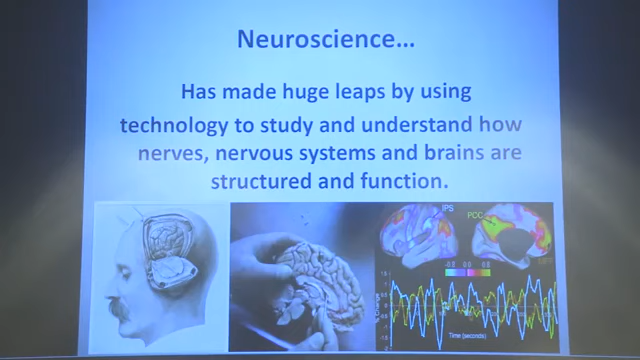 Neuroscience...
Has made huge leaps by using
technology to study and understand how
nerves, nervous systems and brains are
structured and function.
IPS
PCC
Time (seconds)